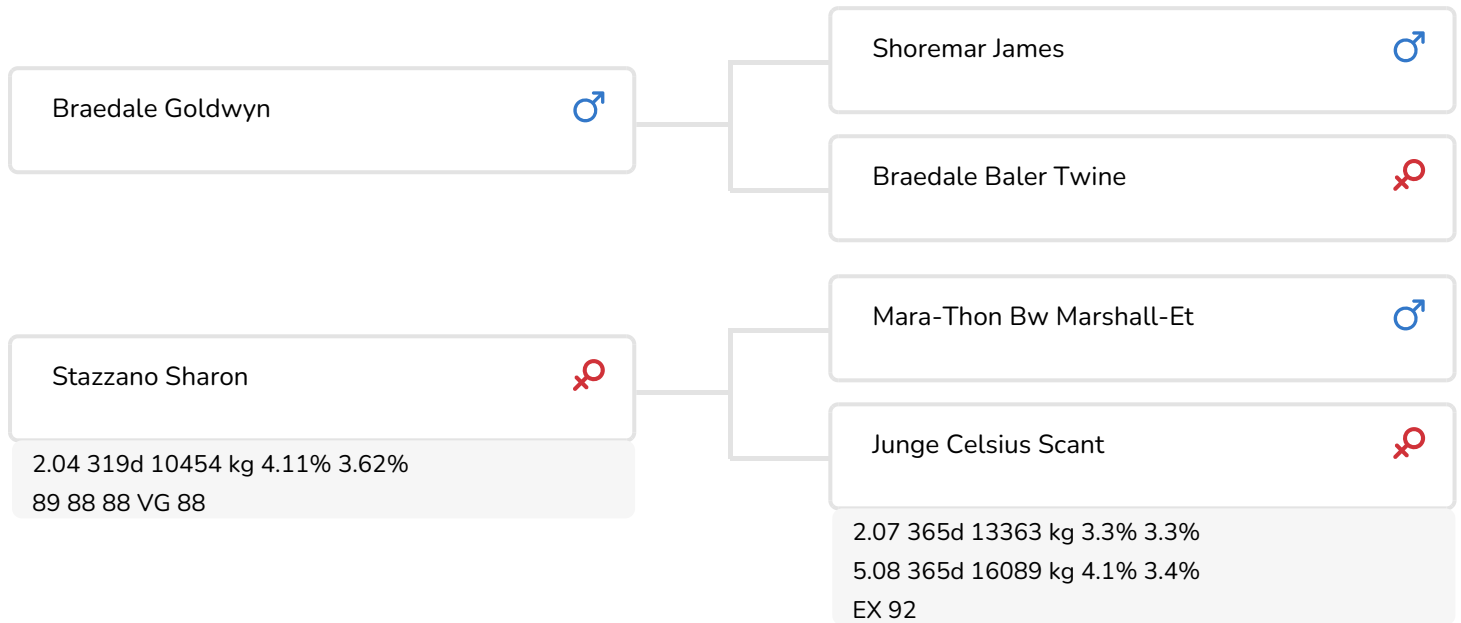 Braedale Goldwyn
Shoremar James
Braedale Baler Twine
Stazzano Sharon
2.04 319d 10454 kg 4.11% 3.62%
89 88 88 VG 88
Mara-Thon Bw Marshall-Et
Junge Celsius Scant
2.07 365d 13363 kg 3.3% 3.3%
5.08 365d 16089 kg 4.1% 3.4%
EX 92